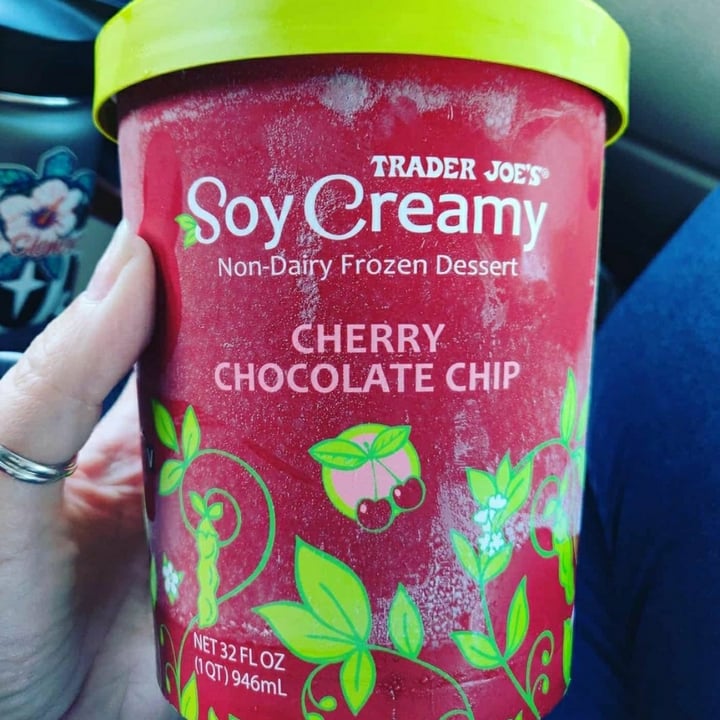 TRADER JOE'S®
Soy Creamy
Non-Dairy Frozen Dessert
CHERRY
CHOCOLATE CHIP
NET 32 FL OZ
(1 QT) 946mL